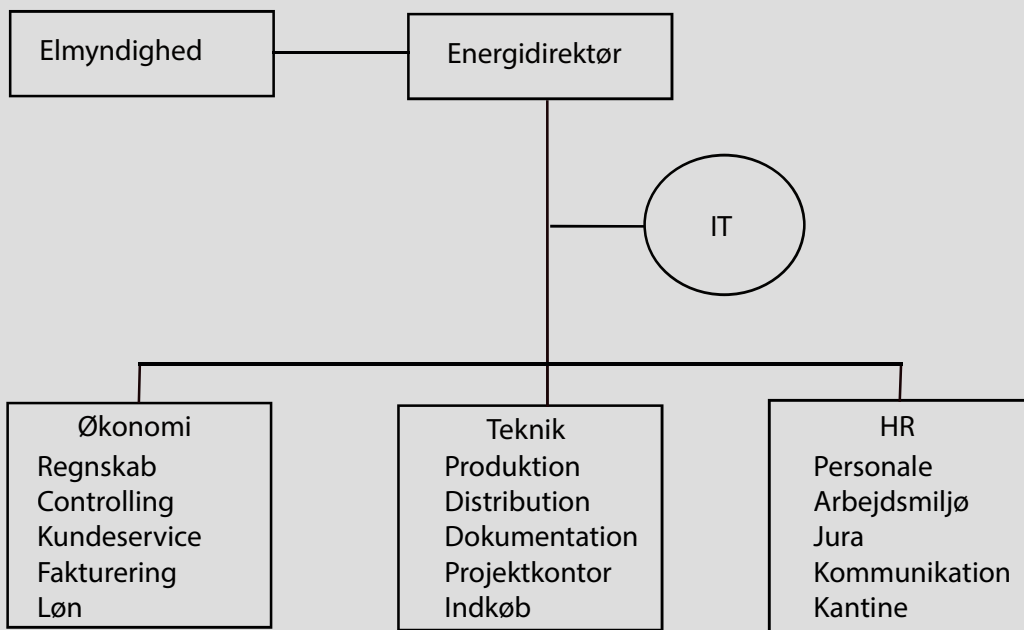 Elmyndighed
Energidirektør
IT
Økonomi
Regnskab
Controlling
Kundeservice
Fakturering
Løn
Teknik
Produktion
Distribution
Dokumentation
Projektkontor
Indkøb
HR
Personale
Arbejdsmiljø
Jura
Kommunikation
Kantine